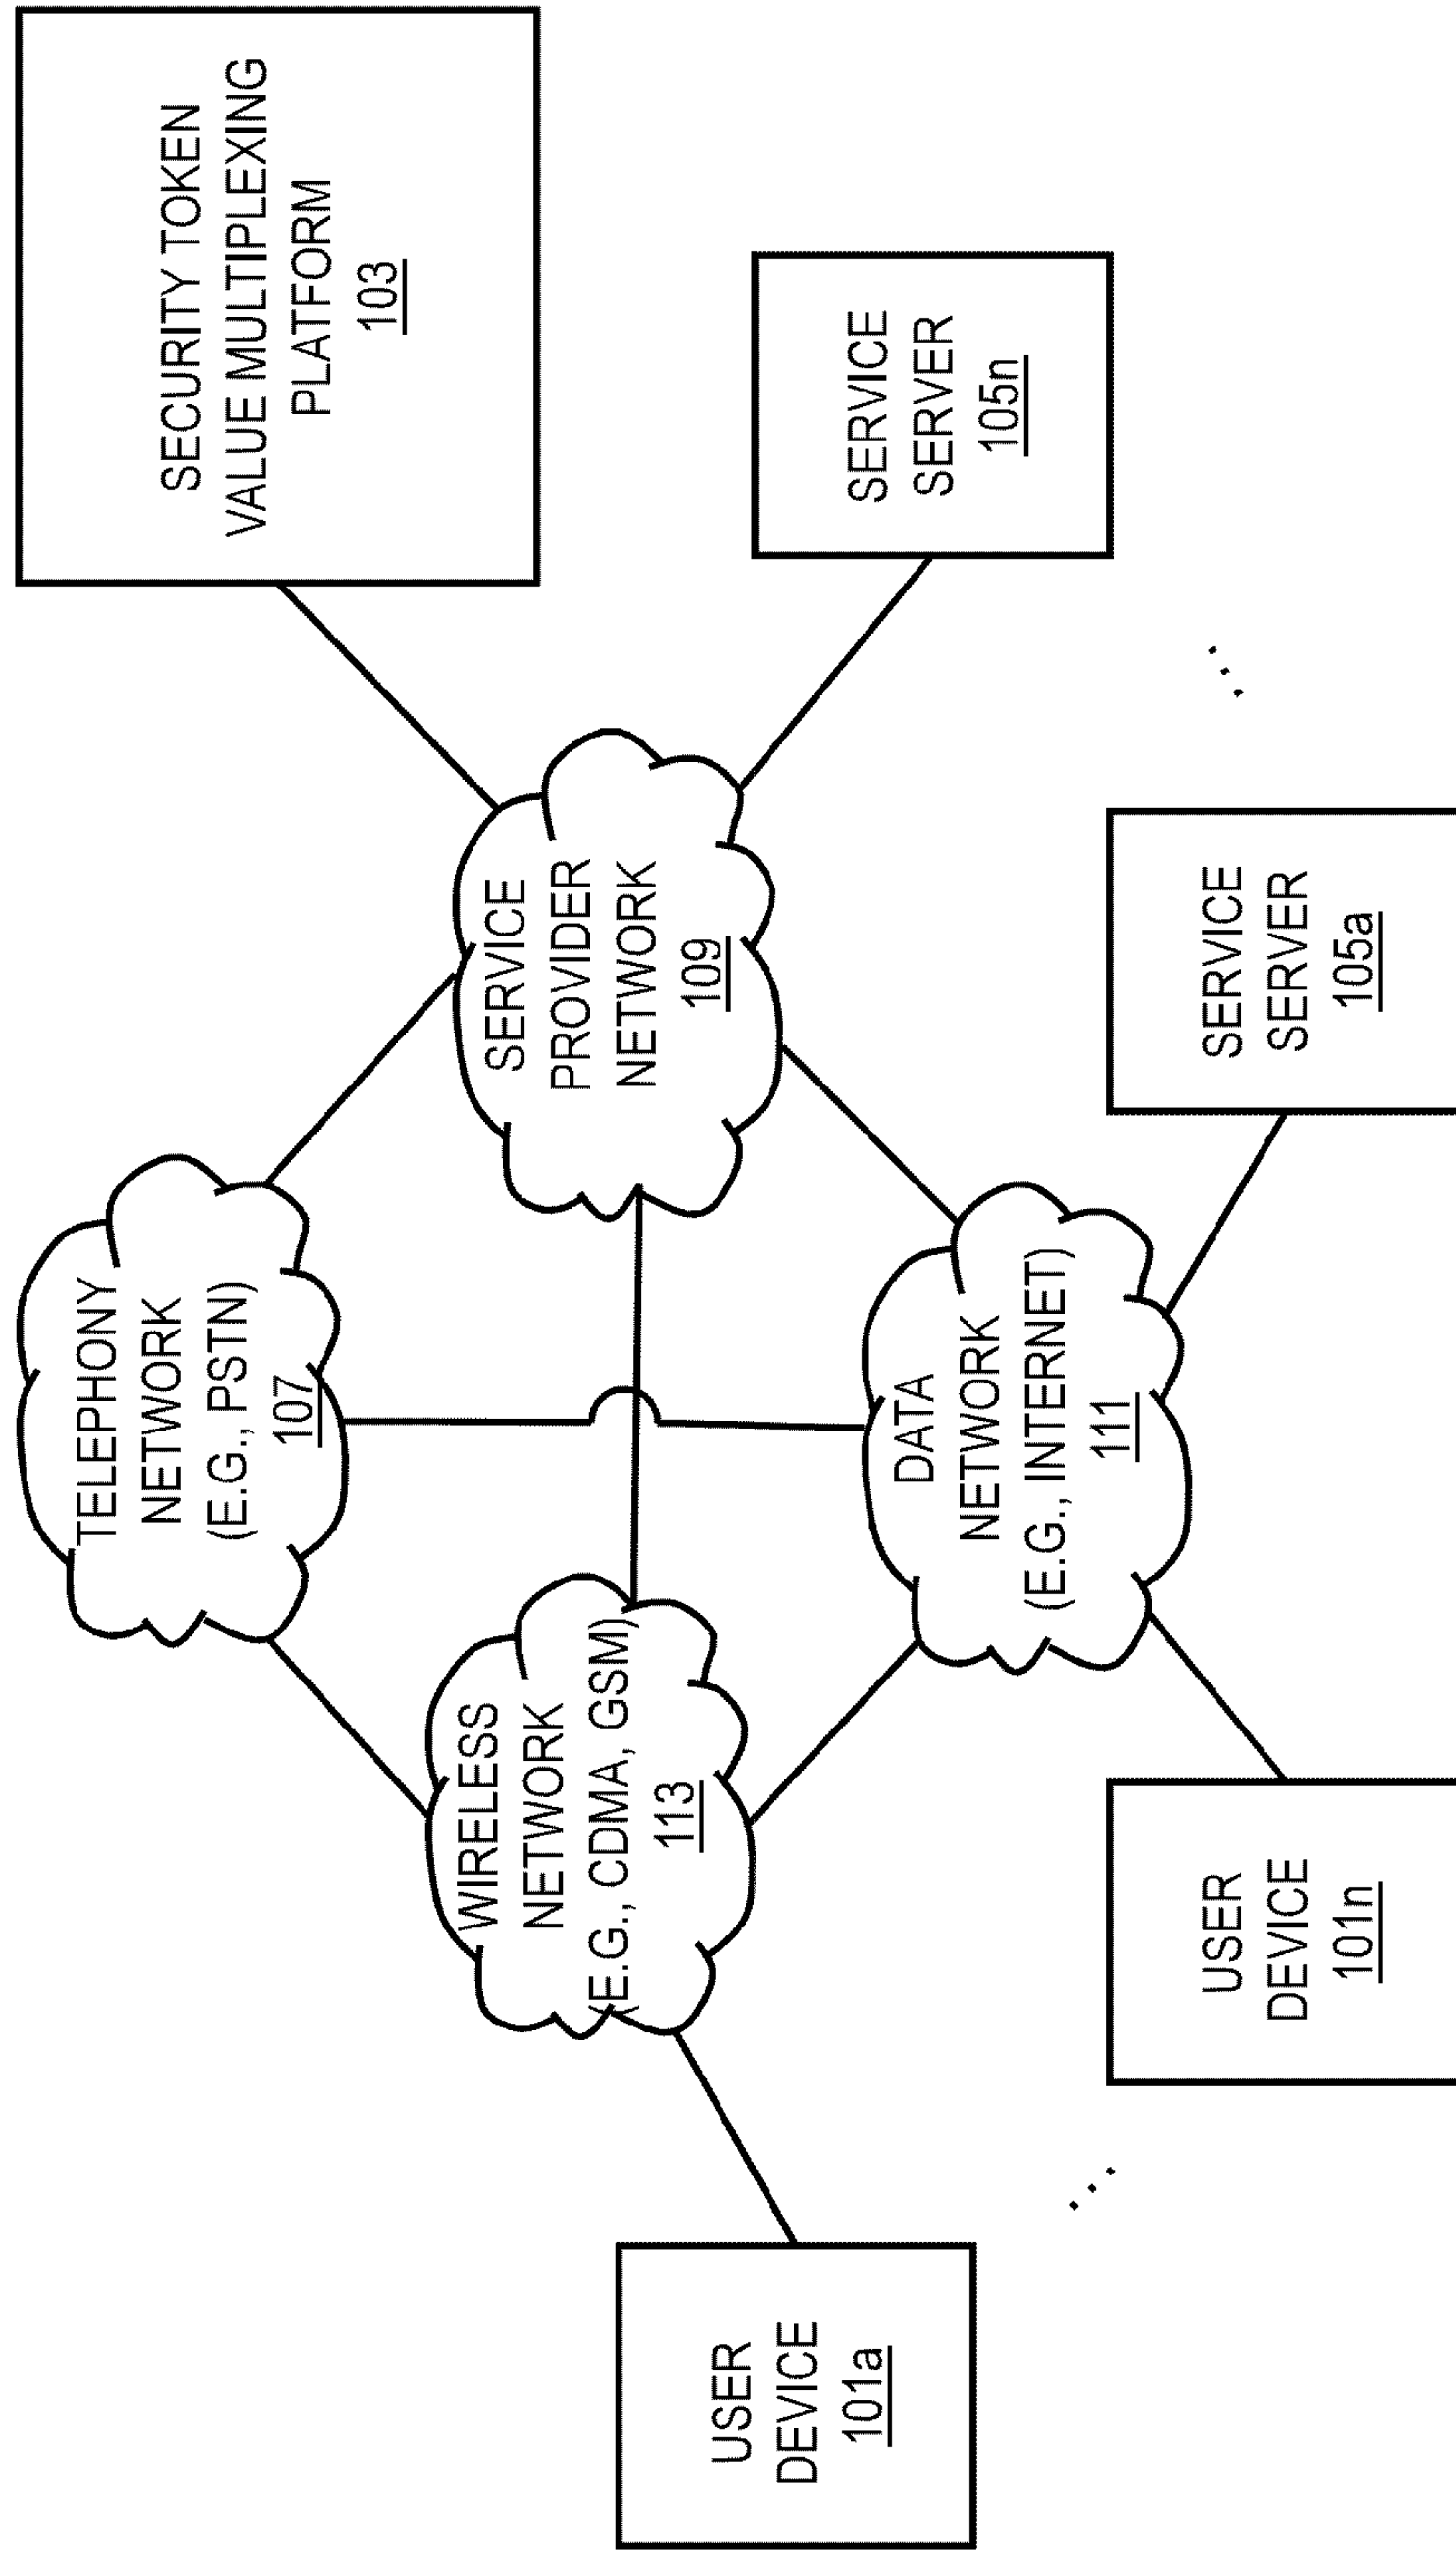 SECURITY TOKEN
VALUE MULTIPLEXING
PLATFORM
103
TELEPHONY
NETWORK
(E.G., PSTN)
107
SERVICE
PROVIDER
NETWORK
109
SERVICE
SERVER
105n
WIRELESS
NETWORK
(E.G., CDMA, GSM)
113
DATA
NETWORK
(E.G., INTERNET)
111
USER
DEVICE
101a
USER
DEVICE
101n
SERVICE
SERVER
105a